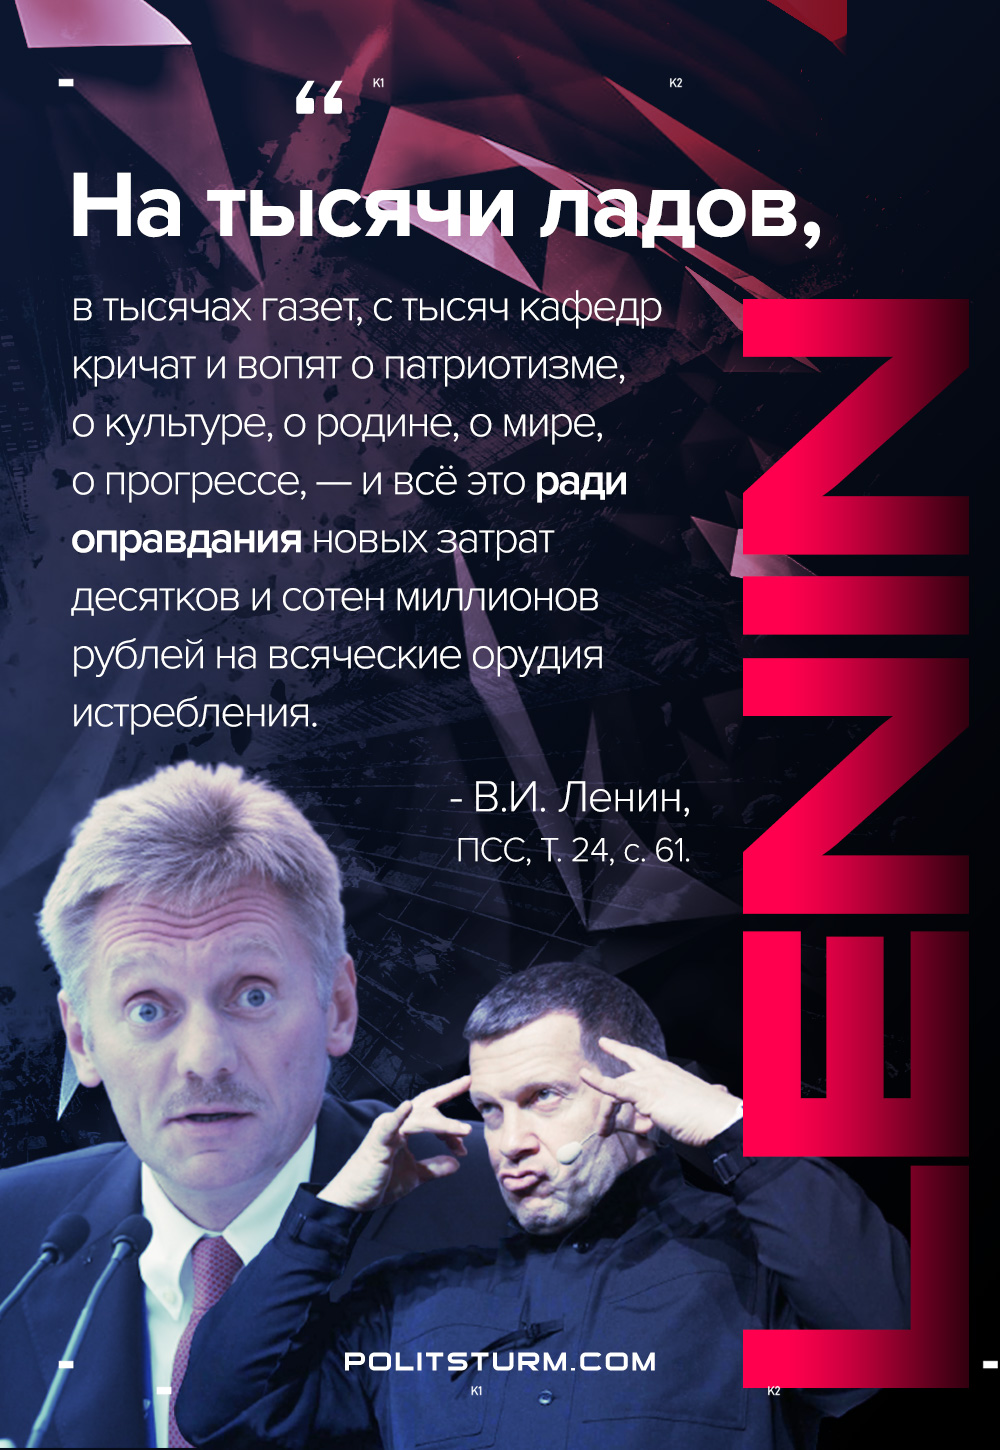 “
K1
K2
На тысячи ладов,
в тысячах газет, с тысяч кафедр
кричат и вопят о патриотизме,
о культуре, о родине, о мире,
о прогрессе, — и всё это ради
оправдания новых затрат
десятков и сотен миллионов
рублей на всяческие орудия
истребления.
- В.И. Ленин,
ПСС, Т. 24, с. 61.
LENIN
POLITSTURM.COM
K1
K2